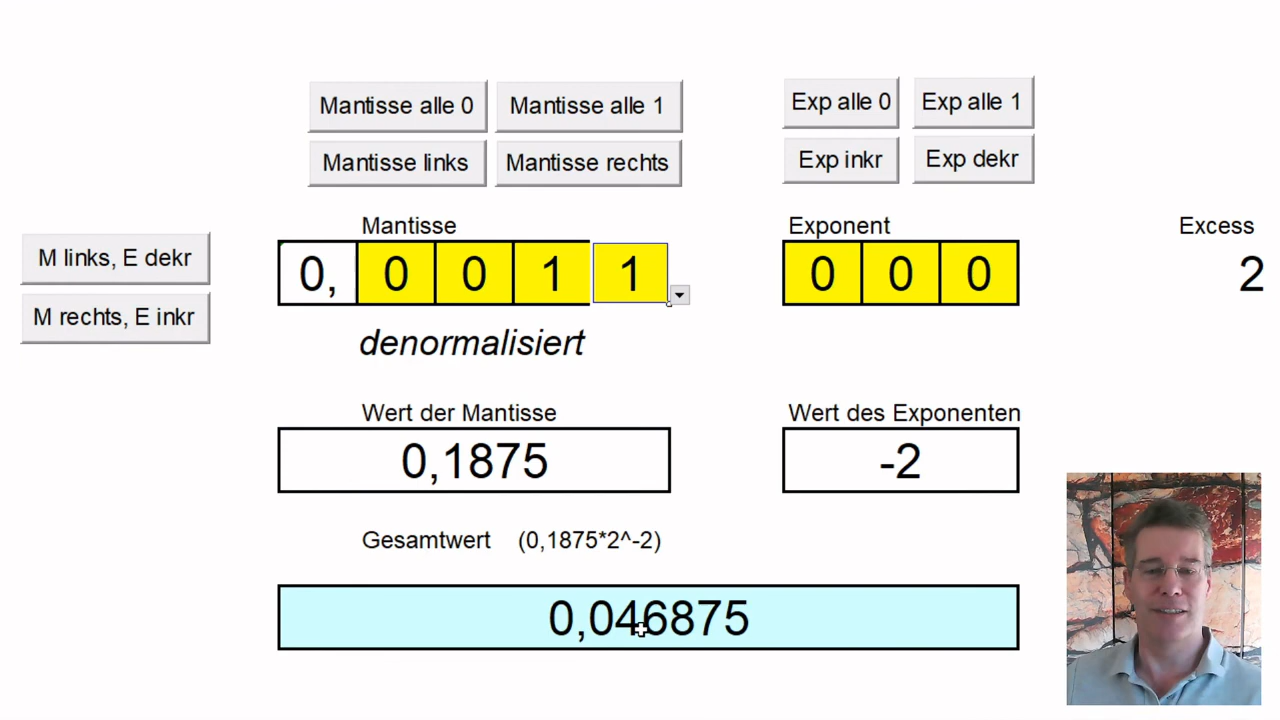 Mantisse alle 0 Mantisse alle 1 Exp alle 0 Exp alle 1
Mantisse links Mantisse rechts Exp inkr Exp dekr
Mantisse Exponent Excess
M links, E dekr
0, 0 0 1 1 0 0 0 2
M rechts, E inkr
denormalisiert
Wert der Mantisse Wert des Exponenten
0,1875 -2
Gesamtwert (0,1875*2^-2)
0,046875